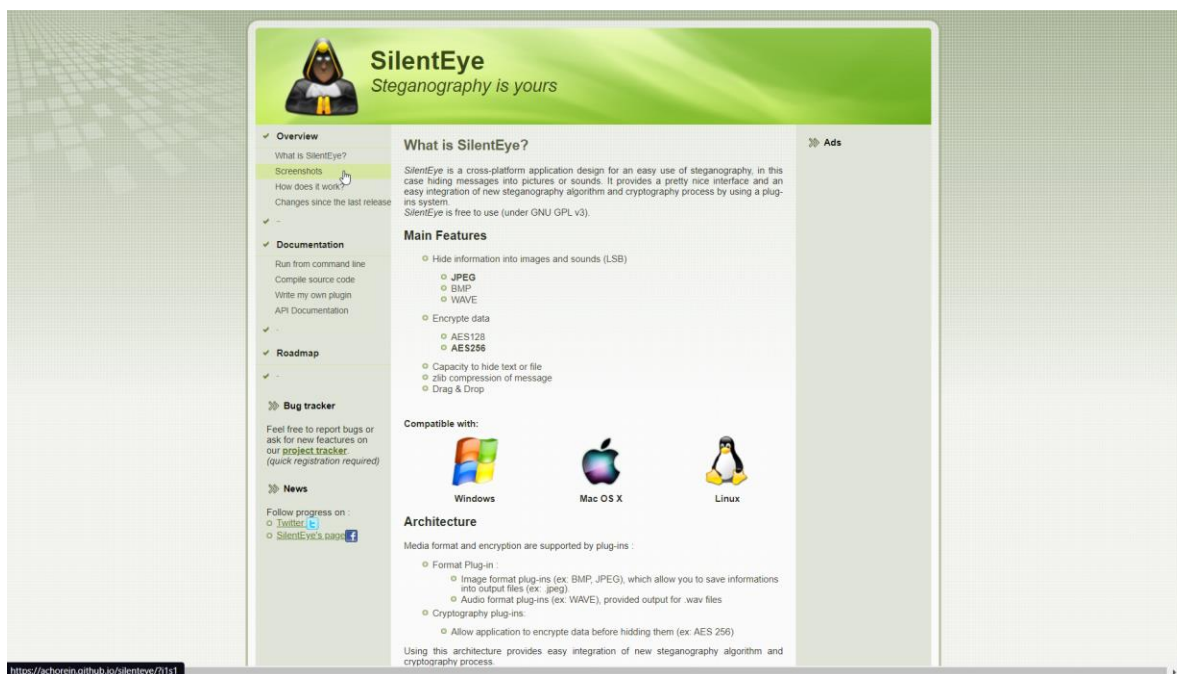 SilentEye
Steganography is yours
Overview
What is SilentEye?
Screenshots
How does it work?
Changes since the last release
-
Documentation
Run from command line
Compile source code
Write my own plugin
API Documentation
-
Roadmap
-
Bug tracker
Feel free to report bugs or
ask for new feactures on
our project tracker.
(quick registration required)
News
Follow progress on :
Twitter
SilentEye's page
What is SilentEye?
SilentEye is a cross-platform application design for an easy use of steganography, in this
case hiding messages into pictures or sounds. It provides a pretty nice interface and an
easy integration of new steganography algorithm and cryptography process by using a plug-
ins system.
SilentEye is free to use (under GNU GPL v3).
Main Features
Hide information into images and sounds (LSB)
JPEG
BMP
WAVE
Encrypte data
AES128
AES256
Capacity to hide text or file
zlib compression of message
Drag & Drop
Compatible with:
Windows
Mac OS X
Linux
Architecture
Media format and encryption are supported by plug-ins :
Format Plug-in :
Image format plug-ins (ex: BMP, JPEG), which allow you to save informations
into output files (ex: .jpeg).
Audio format plug-ins (ex: WAVE), provided output for .wav files
Cryptography plug-ins:
Allow application to encrypt data before hidding them (ex: AES 256)
Using this architecture provides easy integration of new steganography algorithm and
cryptography process.
Ads
https://achorein.github.io/silenteye/?i1s1